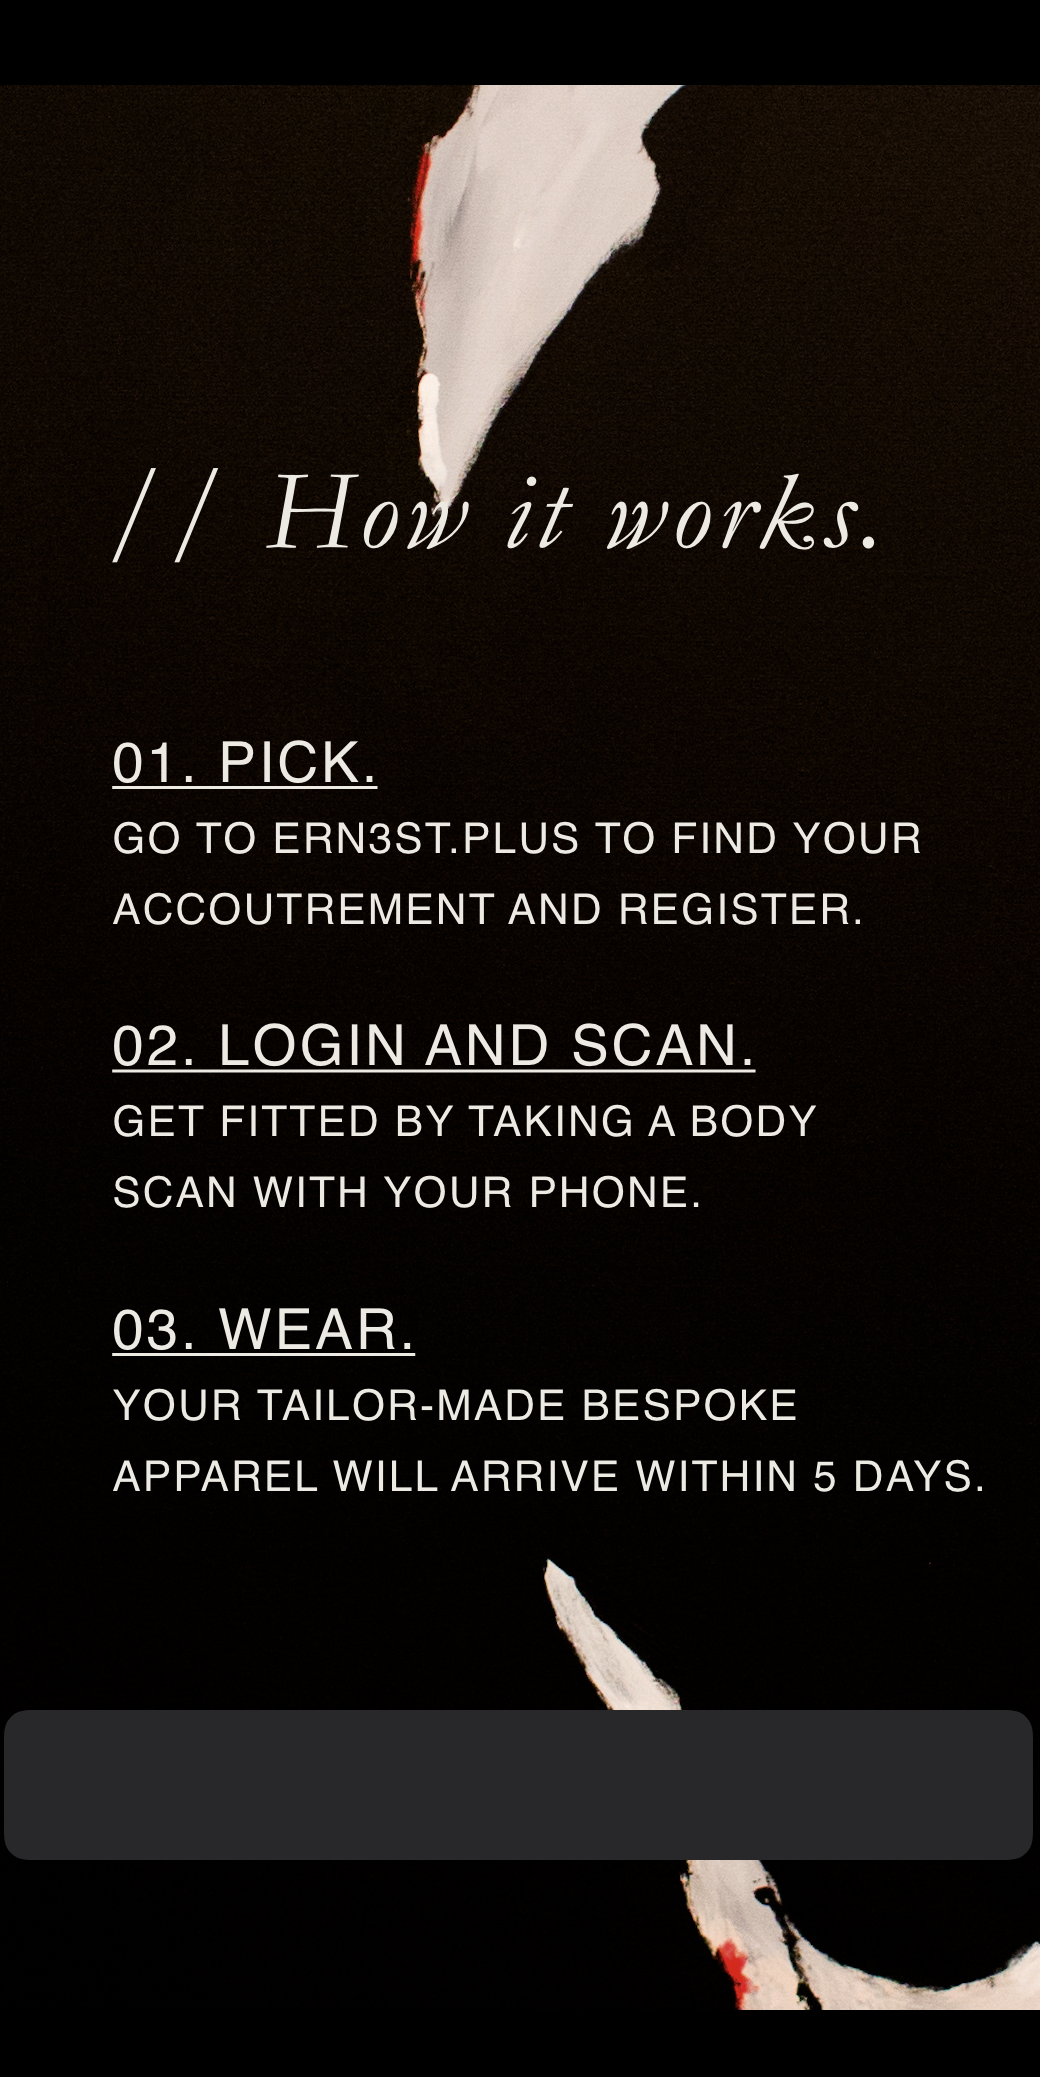 // How it works.
01. PICK.
GO TO ERN3ST.PLUS TO FIND YOUR
ACCOUTREMENT AND REGISTER.
02. LOGIN AND SCAN.
GET FITTED BY TAKING A BODY
SCAN WITH YOUR PHONE.
03. WEAR.
YOUR TAILOR-MADE BESPOKE
APPAREL WILL ARRIVE WITHIN 5 DAYS.